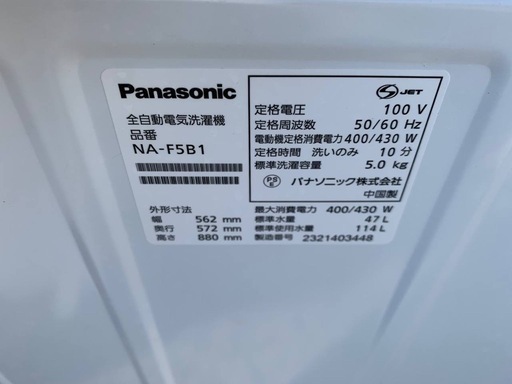 Panasonic
全自動電気洗濯機
品番
NA-F5B1
外形寸法
幅 562 mm
奥行 572 mm
高さ 880 mm
S JET
定格電圧 100 V
定格周波数 50/60 Hz
電動機定格消費電力 400/430 W
定格時間 洗いのみ 10 分
標準洗濯容量 5.0 kg
PS E パナソニック株式会社
中国製
最大消費電力 400/430 W
標準水量 47 L
標準使用水量 114 L
製造番号 2321403448